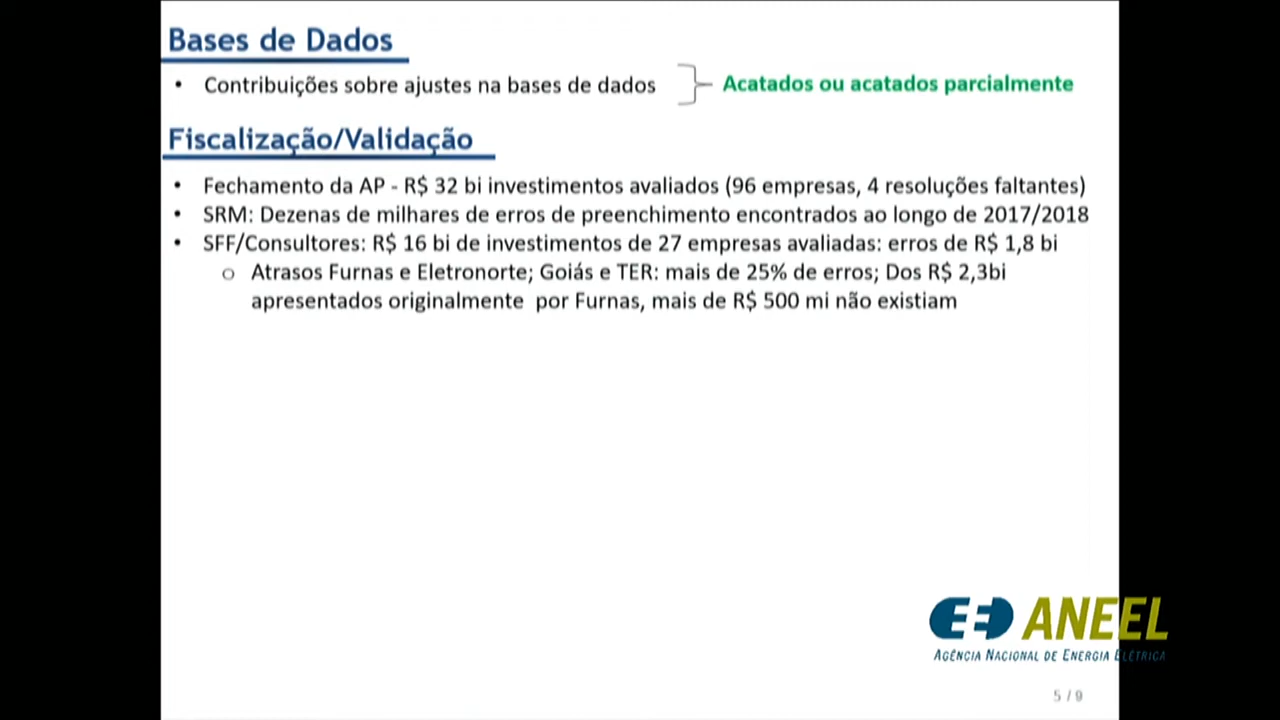 Bases de Dados
• Contribuições sobre ajustes na bases de dados
Acatados ou acatados parcialmente
Fiscalização/Validação
• Fechamento da AP - R$ 32 bi investimentos avaliados (96 empresas, 4 resoluções faltantes)
• SRM: Dezenas de milhares de erros de preenchimento encontrados ao longo de 2017/2018
• SFF/Consultores: R$ 16 bi de investimentos de 27 empresas avaliadas: erros de R$ 1,8 bi
o Atrasos Furnas e Eletronorte; Goiás e TER: mais de 25% de erros; Dos R$ 2,3bi
apresentados originalmente por Furnas, mais de R$ 500 mi não existiam
ANEEL
AGÊNCIA NACIONAL DE ENERGIA ELÉTRICA
5 / 9